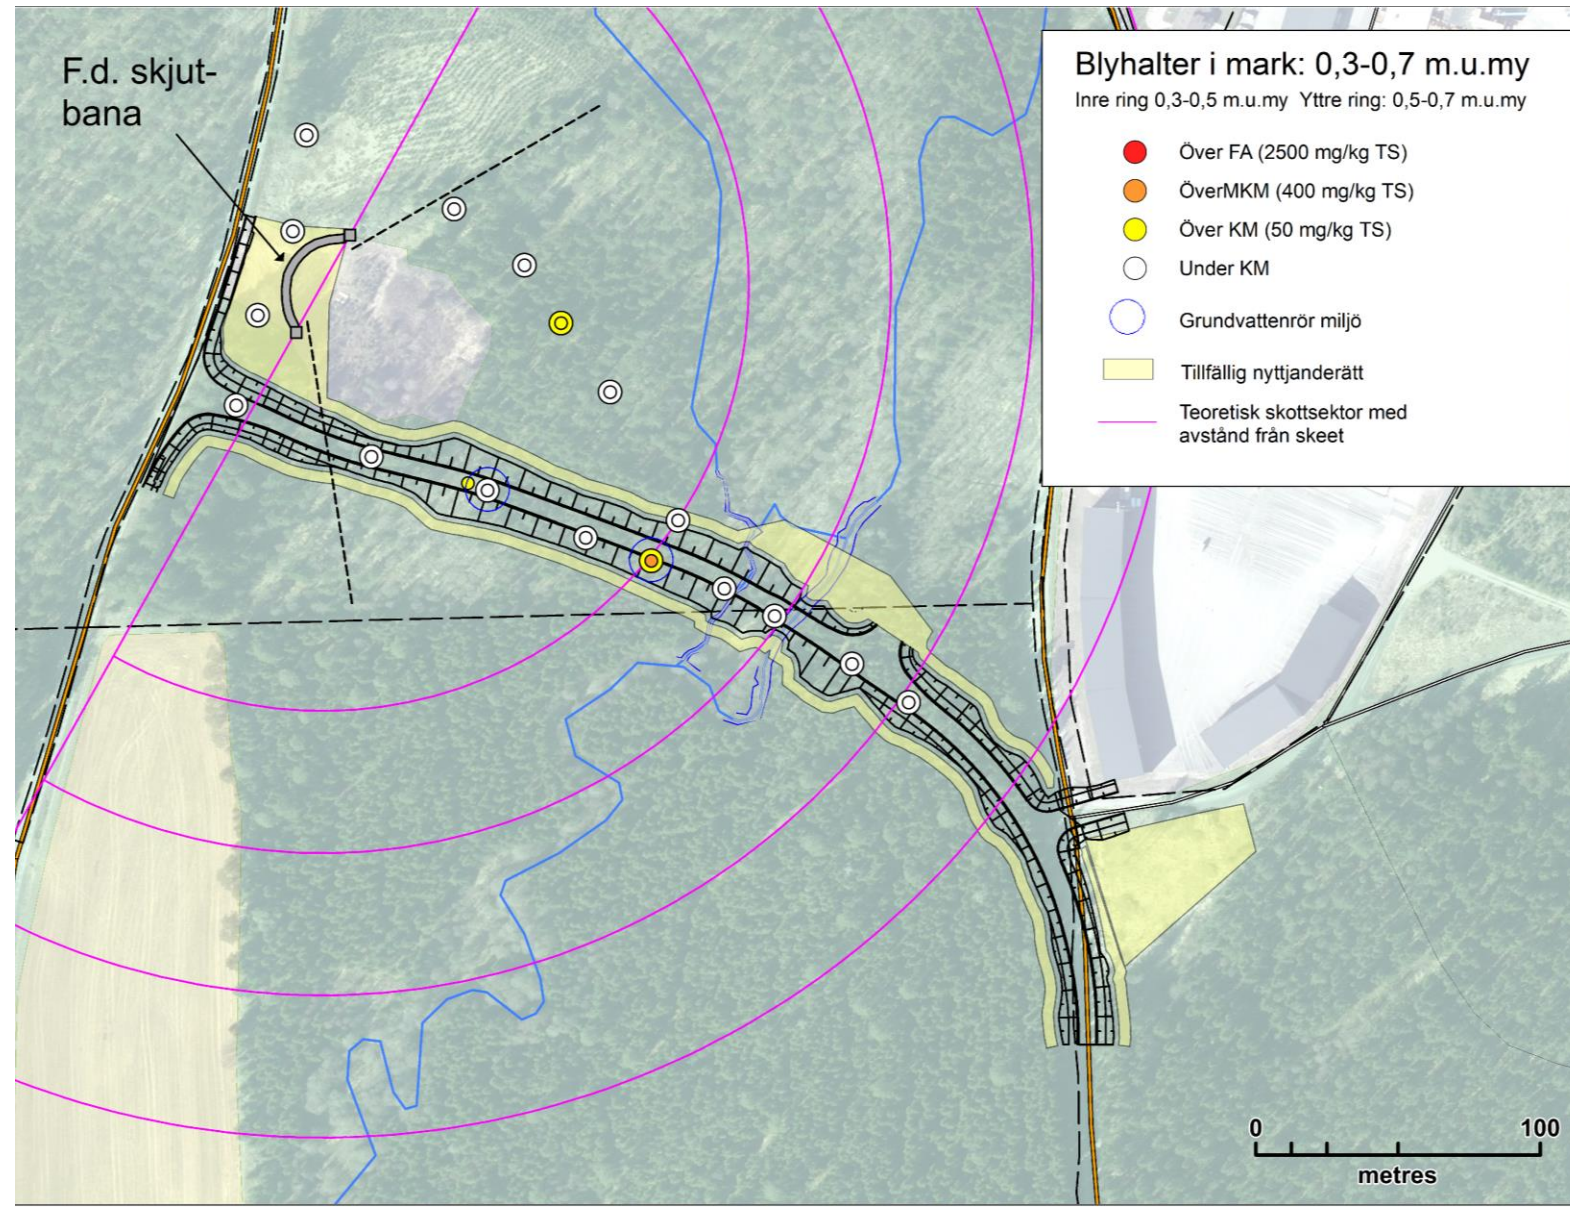 F.d. skjut-
bana
Blyhalter i mark: 0,3-0,7 m.u.my
Inre ring 0,3-0,5 m.u.my Yttre ring: 0,5-0,7 m.u.my
Över FA (2500 mg/kg TS)
ÖverMKM (400 mg/kg TS)
Över KM (50 mg/kg TS)
Under KM
Grundvattenrör miljö
Tillfällig nyttjanderätt
Teoretisk skottsektor med
avstånd från skeet
0 100
metres